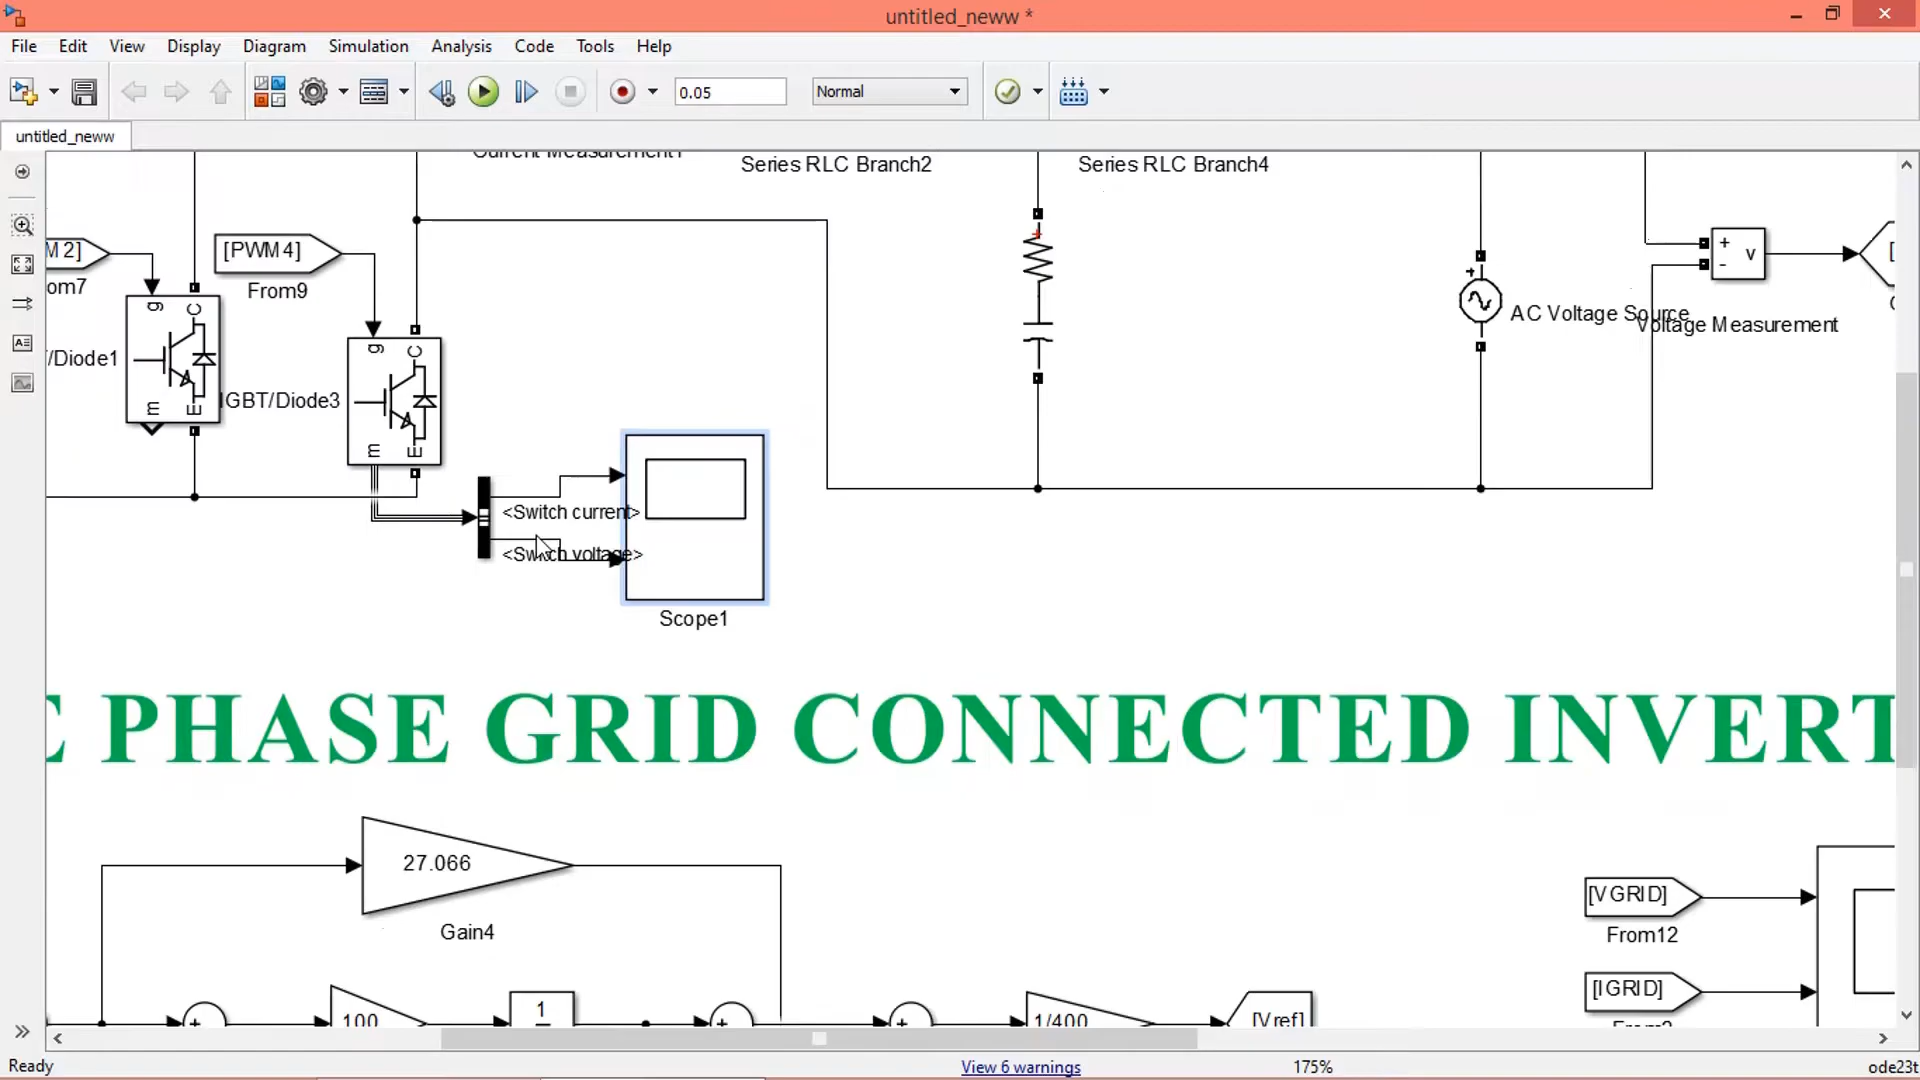 untitled_neww *
File Edit View Display Diagram Simulation Analysis Code Tools Help
0.05 Normal
untitled_neww
Current Measurement1
Series RLC Branch2
Series RLC Branch4
M2]
om7
[PWM4]
From9
g C
/Diode1
m E
g C
IGBT/Diode3
m E
+
+
AC Voltage Source
+
-
v
Voltage Measurement
[
<Switch current>
<Switch voltage>
Scope1
E PHASE GRID CONNECTED INVERT
27.066
Gain4
[VGRID]
From12
[IGRID]
+
100
1
+
+
1/400
[Vref]
Ready
View 6 warnings
175%
ode23t